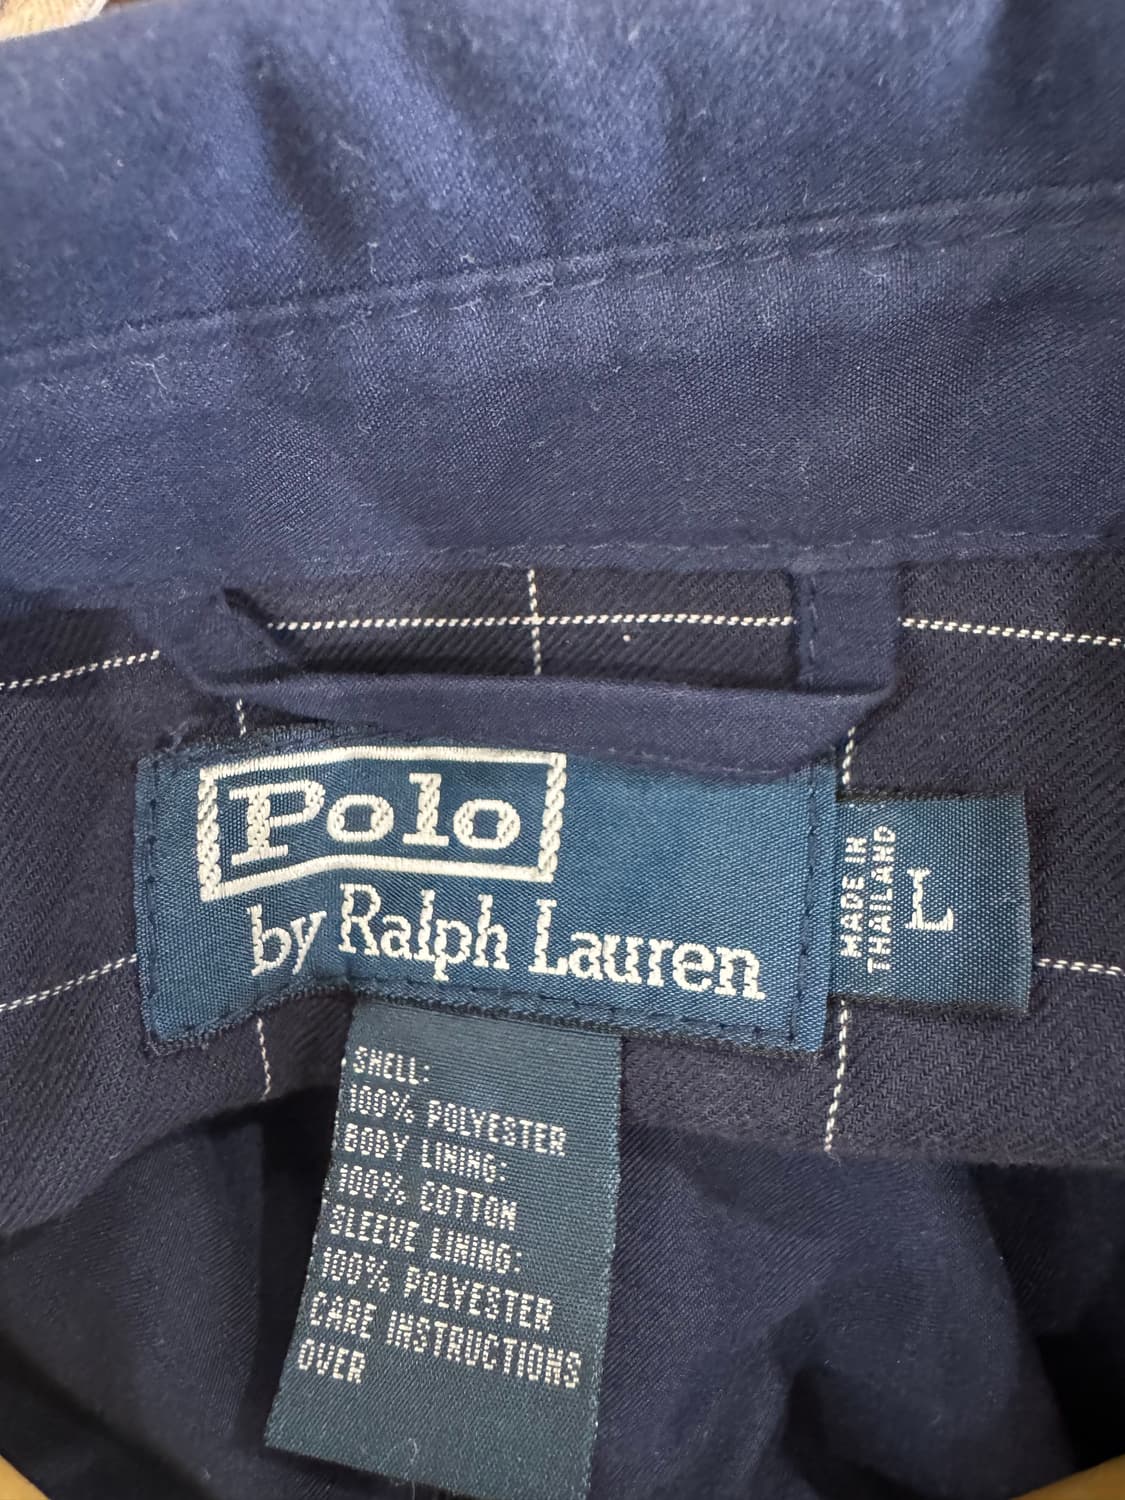 Polo
by Ralph Lauren
MADE IN
THAILAND
L
SHELL:
100% POLYESTER
BODY LINING:
100% COTTON
SLEEVE LINING:
100% POLYESTER
CARE INSTRUCTIONS
OVER